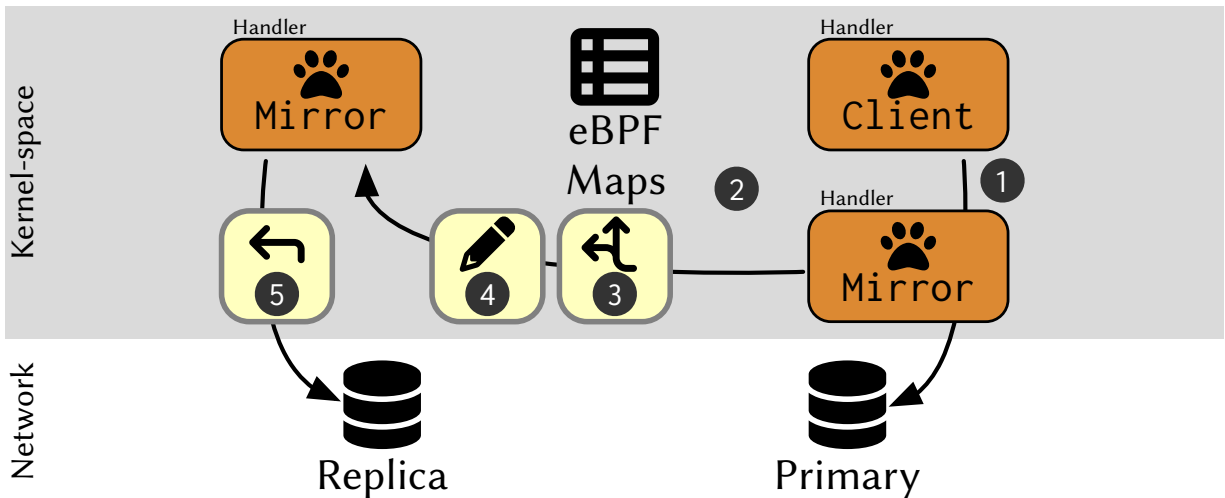 Kernel-space
Handler
Mirror
eBPF
Maps
Handler
Client
1
2
Handler
Mirror
3
4
5
Network
Replica
Primary